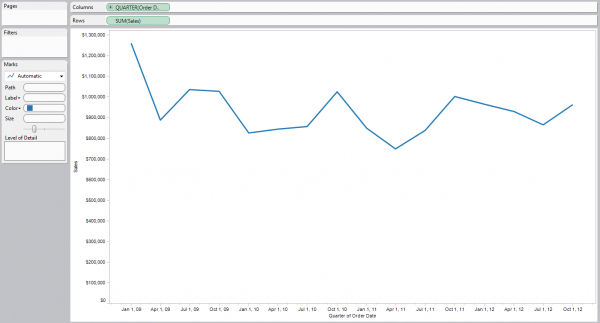 Pages
Columns
QUARTER(Order D..
Rows
SUM(Sales)
Filters
Marks
Automatic
Path
Label
Color
Size
Level of Detail
$1,300,000
$1,200,000
$1,100,000
$1,000,000
$900,000
$800,000
$700,000
$600,000
$500,000
$400,000
$300,000
$200,000
$100,000
$0
Sales
Jan 1, 09 Apr 1, 09 Jul 1, 09 Oct 1, 09 Jan 1, 10 Apr 1, 10 Jul 1, 10 Oct 1, 10 Jan 1, 11 Apr 1, 11 Jul 1, 11 Oct 1, 11 Jan 1, 12 Apr 1, 12 Jul 1, 12 Oct 1, 12
Quarter of Order Date